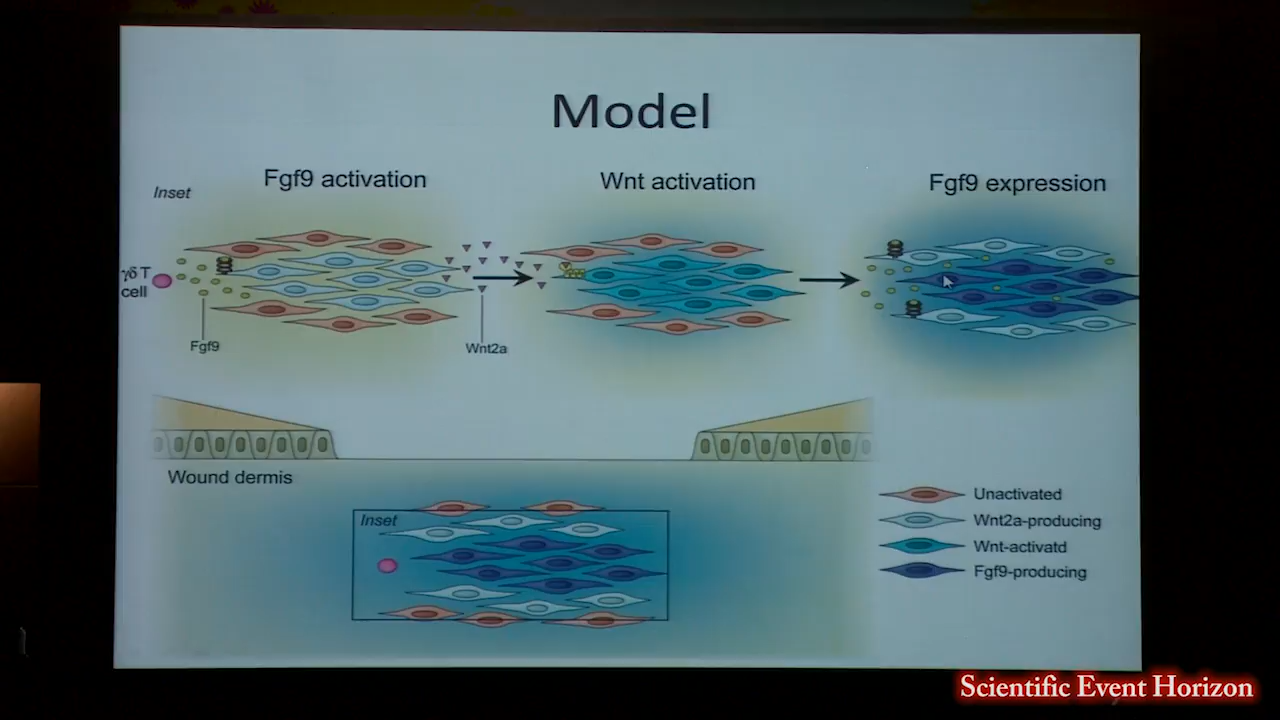 Model
Inset
Fgf9 activation
Wnt activation
Fgf9 expression
γδ T
cell
Fgf9
Wnt2a
Wound dermis
Inset
Unactivated
Wnt2a-producing
Wnt-activatd
Fgf9-producing
Scientific Event Horizon